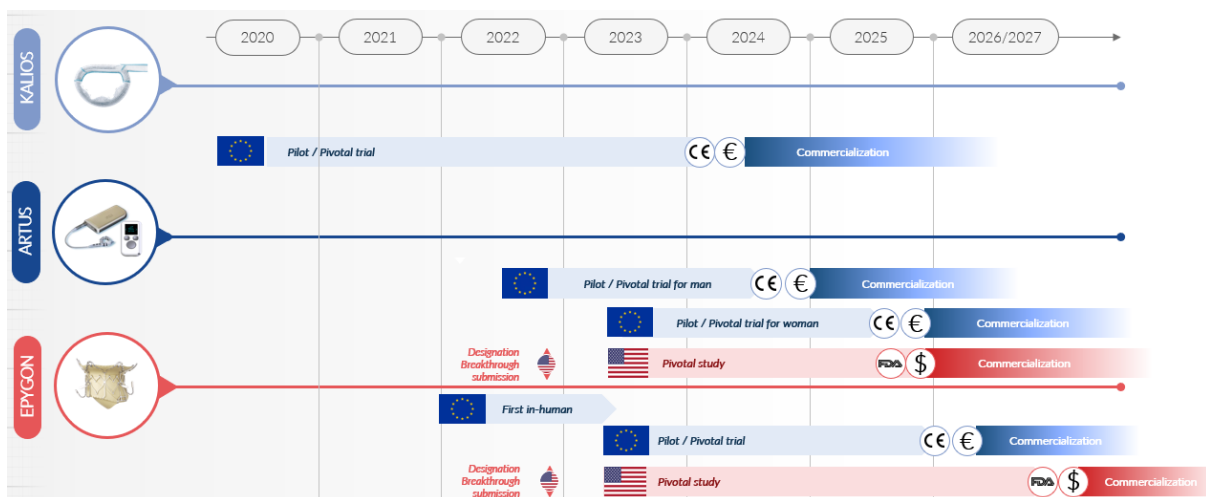 2020
2021
2022
2023
2024
2025
2026/2027
KALIOS
Pilot / Pivotal trial
CE
€
Commercialization
ARTUS
Pilot / Pivotal trial for man
CE
€
Commercialization
Pilot / Pivotal trial for woman
CE
€
Commercialization
Designation
Breakthrough
submission
Pivotal study
FDA
$
Commercialization
EPYGON
First in-human
Pilot / Pivotal trial
CE
€
Commercialization
Designation
Breakthrough
submission
Pivotal study
FDA
$
Commercialization